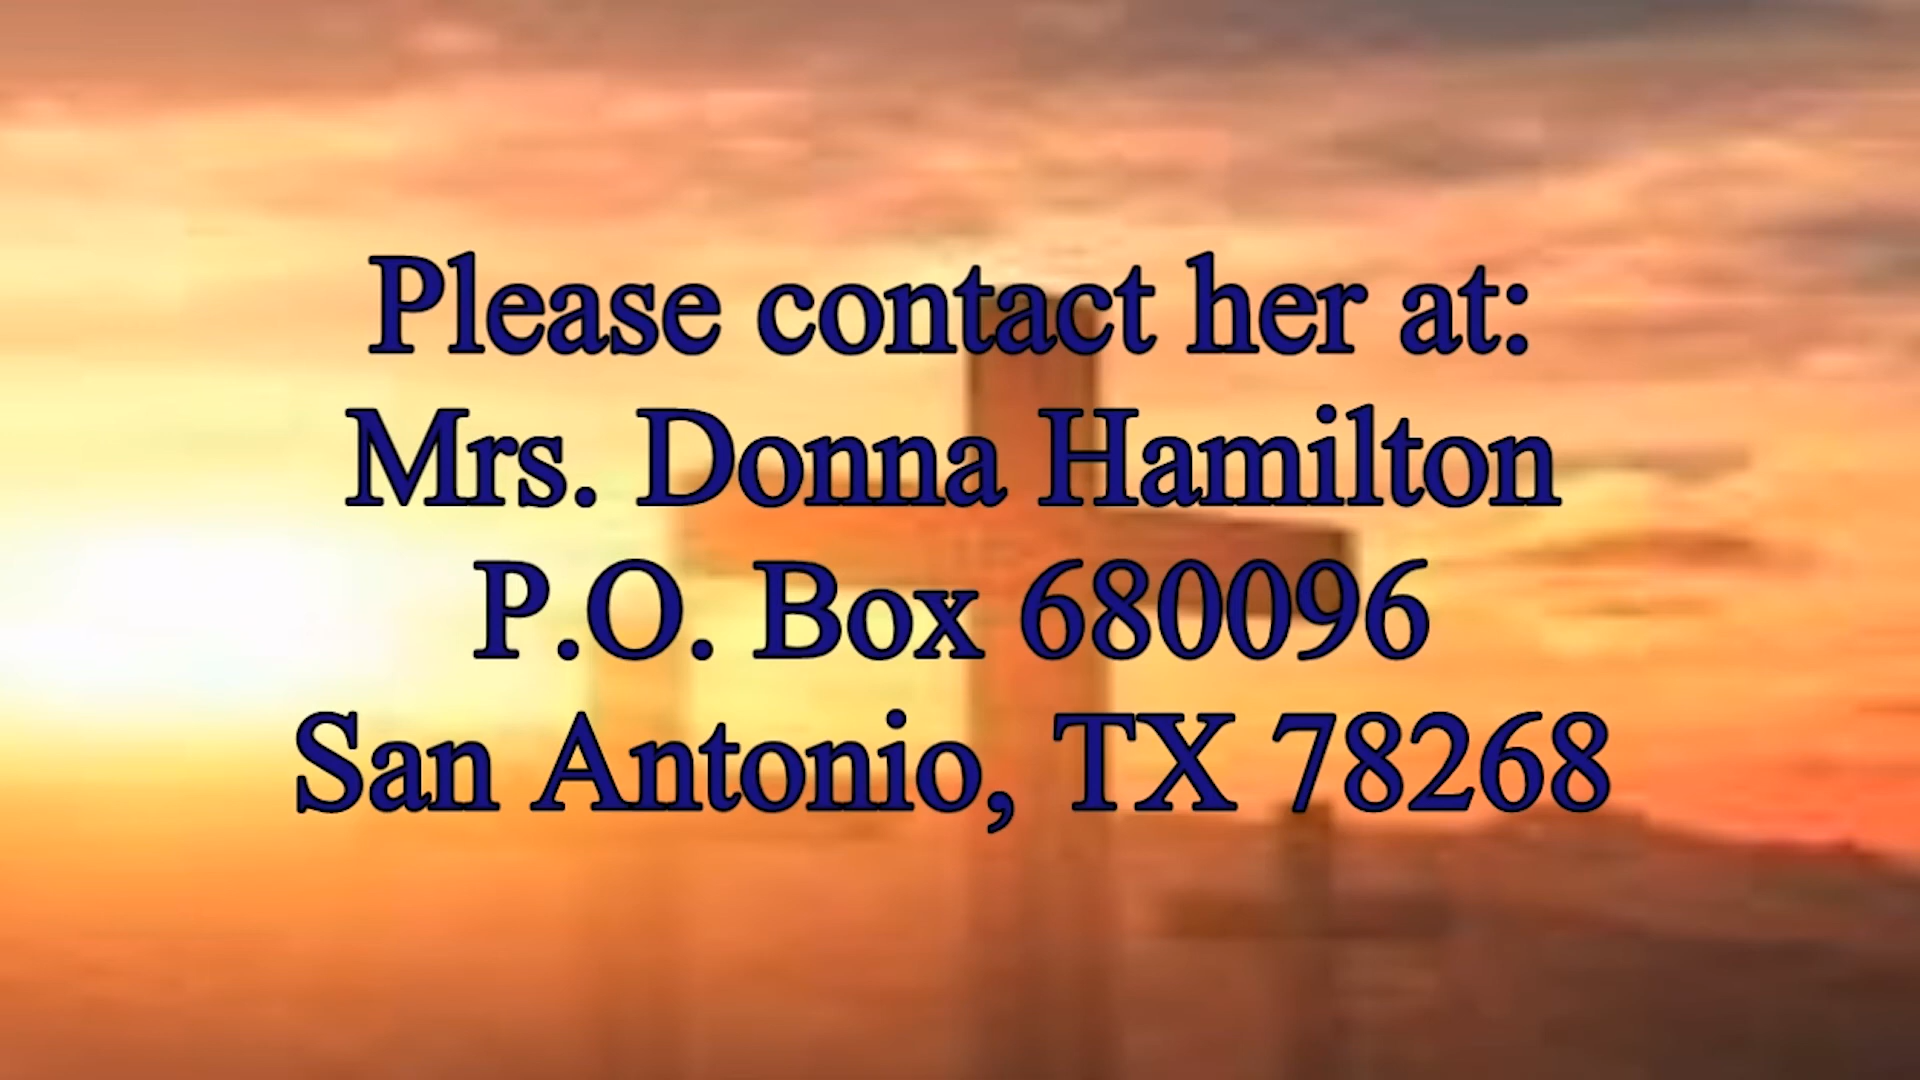 Please contact her at:
Mrs. Donna Hamilton
P.O. Box 680096
San Antonio, TX 78268